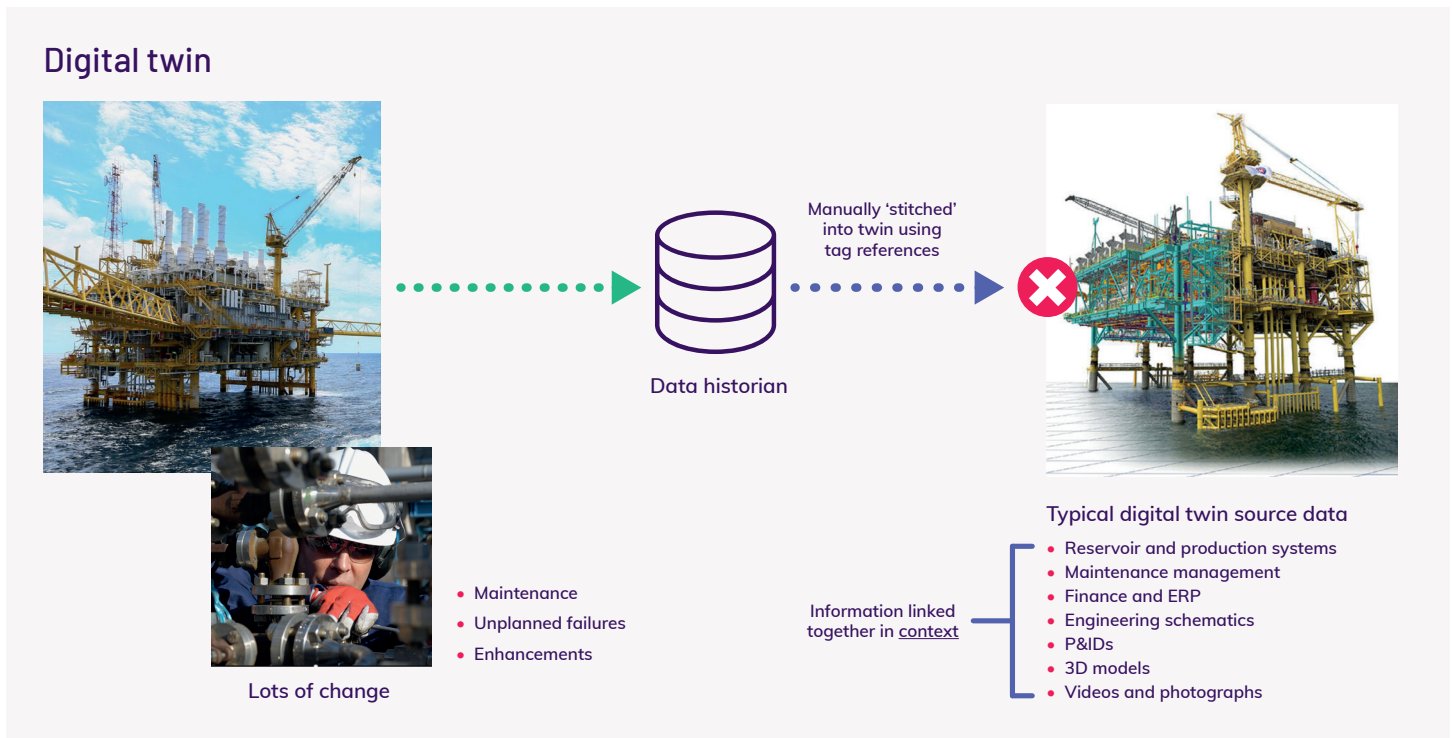 Digital twin
Manually ‘stitched’
into twin using
tag references
Data historian
Lots of change
• Maintenance
• Unplanned failures
• Enhancements
Typical digital twin source data
Information linked
together in context
• Reservoir and production systems
• Maintenance management
• Finance and ERP
• Engineering schematics
• P&IDs
• 3D models
• Videos and photographs